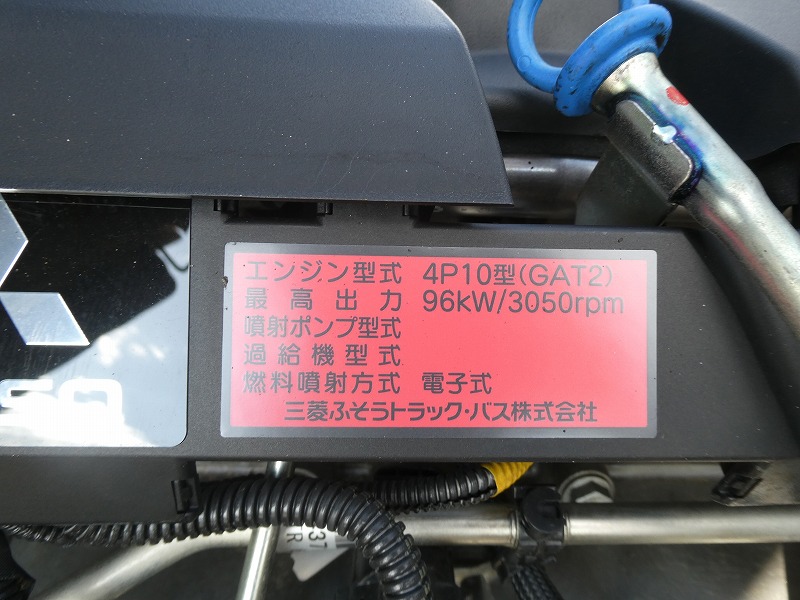 エンジン型式 4P10型(GAT2)
最高出力 96kW/3050rpm
噴射ポンプ型式
過給機型式
燃料噴射方式 電子式
三菱ふそうトラック・バス株式会社
37